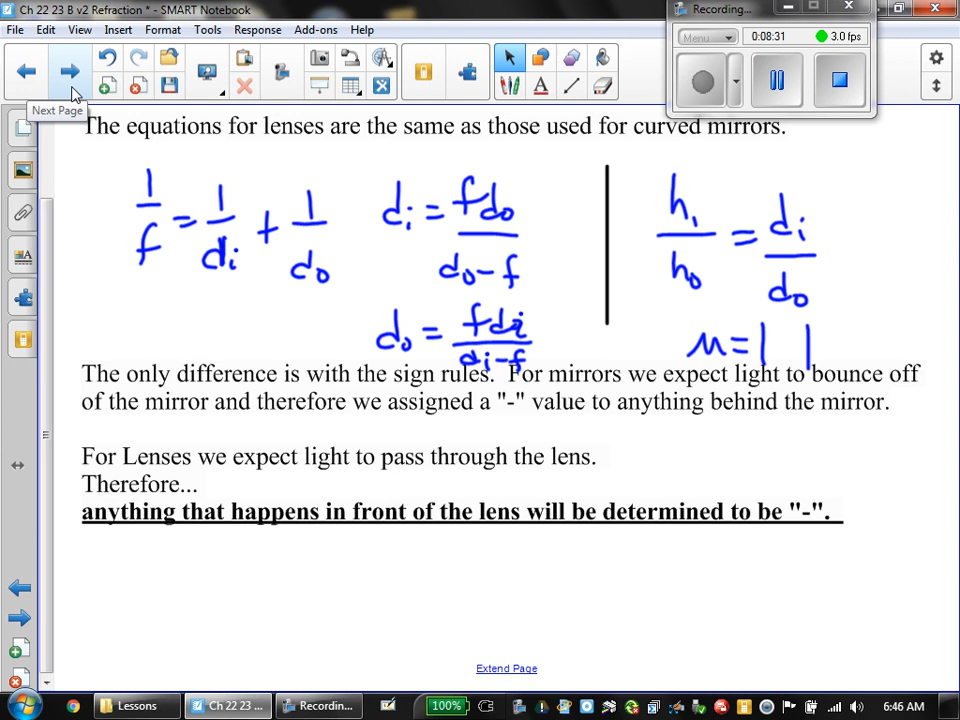 Ch 22 23 B v2 Refraction * - SMART Notebook
Recording...
File Edit View Insert Format Tools Response Add-ons Help
Menu
0:08:31
3.0 fps
Next Page
The equations for lenses are the same as those used for curved mirrors.
1/f = 1/di + 1/do
di = fdo/do-f
hi/ho = di/do
do = fdi/di-f
M=| |
The only difference is with the sign rules. For mirrors we expect light to bounce off
of the mirror and therefore we assigned a "-" value to anything behind the mirror.
For Lenses we expect light to pass through the lens.
Therefore...
anything that happens in front of the lens will be determined to be "-".
Extend Page
Lessons
Ch 22 23 ...
Recordin...
100%
6:46 AM